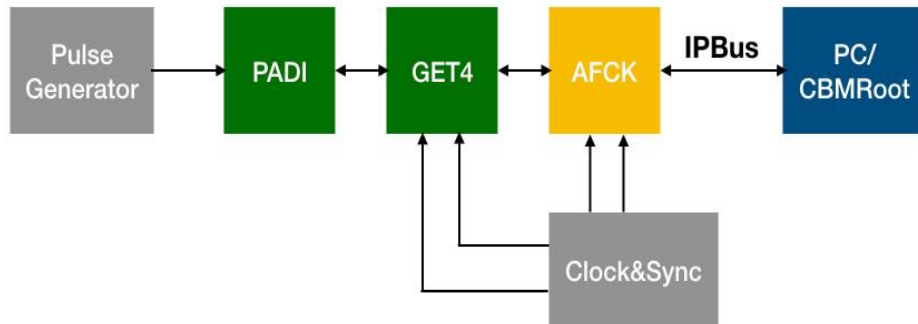 Pulse
Generator
PADI
GET4
AFCK
IPBus
PC/
CBMRoot
Clock&Sync